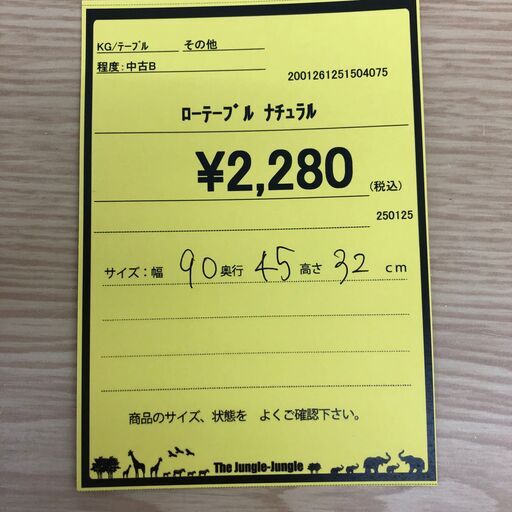 KG/ﾃｰﾌﾞﾙ その他
程度:中古B
2001261251504075
ﾛｰﾃｰﾌﾞﾙ ﾅﾁｭﾗﾙ
¥2,280 (税込)
250125
サイズ:幅 90 奥行 45 高さ 32 cm
商品のサイズ、状態を よくご確認下さい。
The Jungle-Jungle